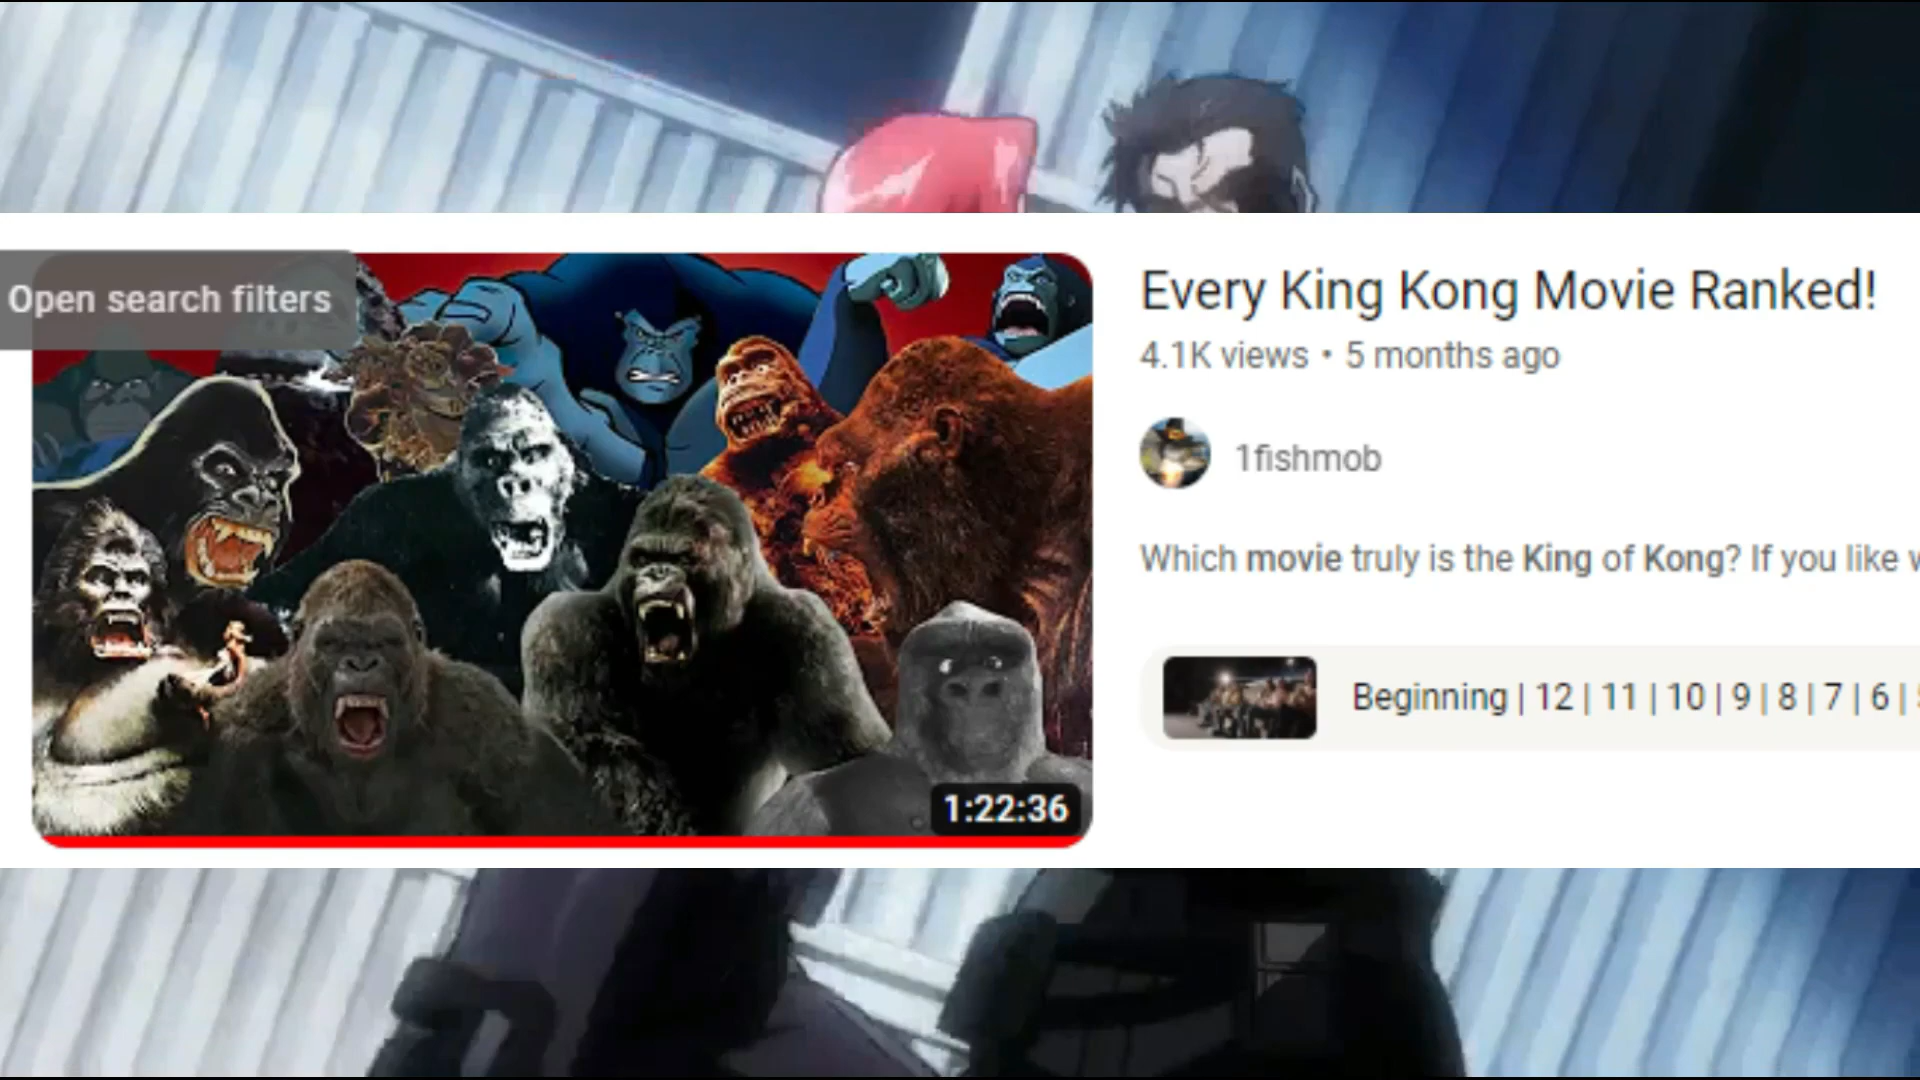 Open search filters
Every King Kong Movie Ranked!
4.1K views • 5 months ago
1fishmob
Which movie truly is the King of Kong? If you like
Beginning | 12 | 11 | 10 | 9 | 8 | 7 | 6 |
1:22:36